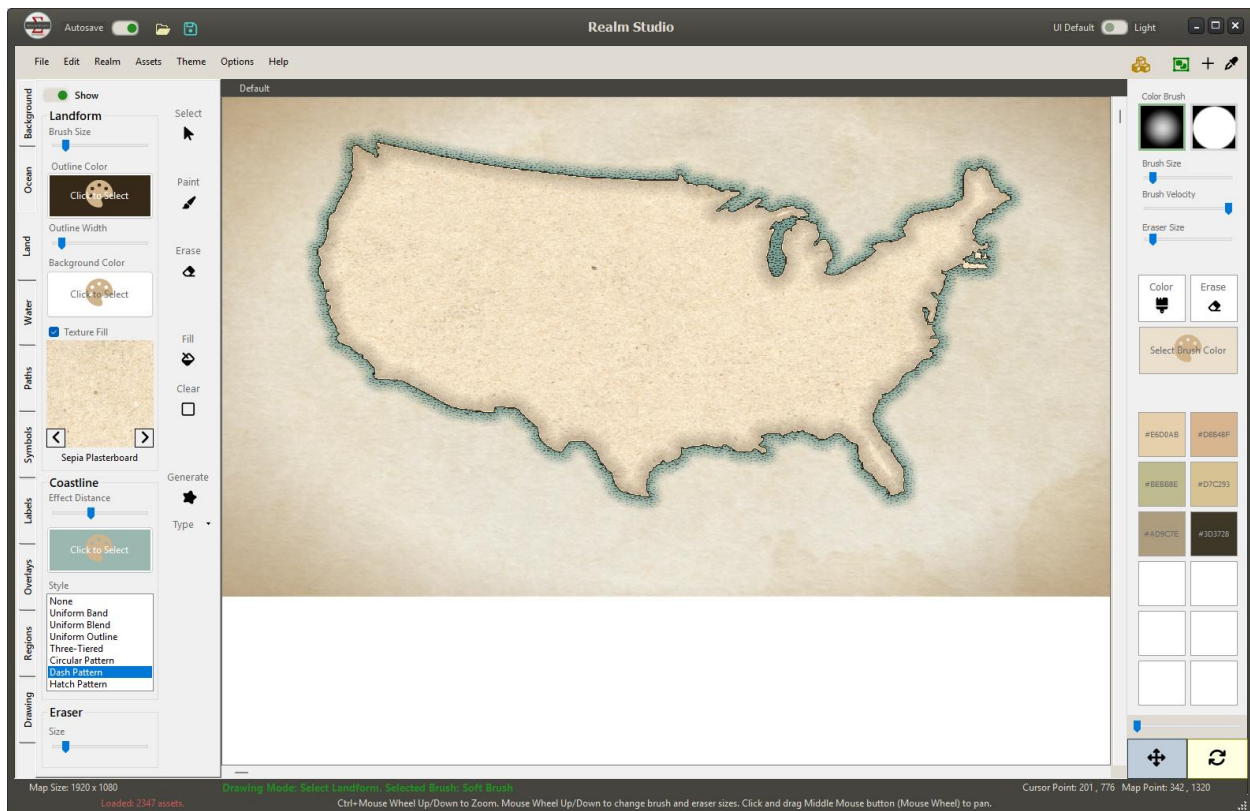 Autosave
Realm Studio
UI Default
Light
File Edit Realm Assets Theme Options Help
Background
Ocean
Land
Water
Paths
Symbols
Labels
Overlays
Regions
Drawing
Show
Landform
Brush Size
Outline Color
Click to Select
Outline Width
Background Color
Click to Select
Texture Fill
Sepia Plasterboard
Coastline
Effect Distance
Click to Select
Style
None
Uniform Band
Uniform Blend
Uniform Outline
Three-Tiered
Circular Pattern
Dash Pattern
Hatch Pattern
Eraser
Size
Select
Paint
Erase
Fill
Clear
Generate
Type
Default
Color Brush
Brush Size
Brush Velocity
Eraser Size
Color Erase
Select Brush Color
#E6D0AB #D8B48F
#BEBB8E #D7C293
#AD9C7E #3D3728
Map Size: 1920 x 1080
Drawing Mode: Select Landform. Selected Brush: Soft Brush
Cursor Point: 201 , 776 Map Point: 342 , 1320
Loaded: 2347 assets.
Ctrl+Mouse Wheel Up/Down to Zoom. Mouse Wheel Up/Down to change brush and eraser sizes. Click and drag Middle Mouse button (Mouse Wheel) to pan.